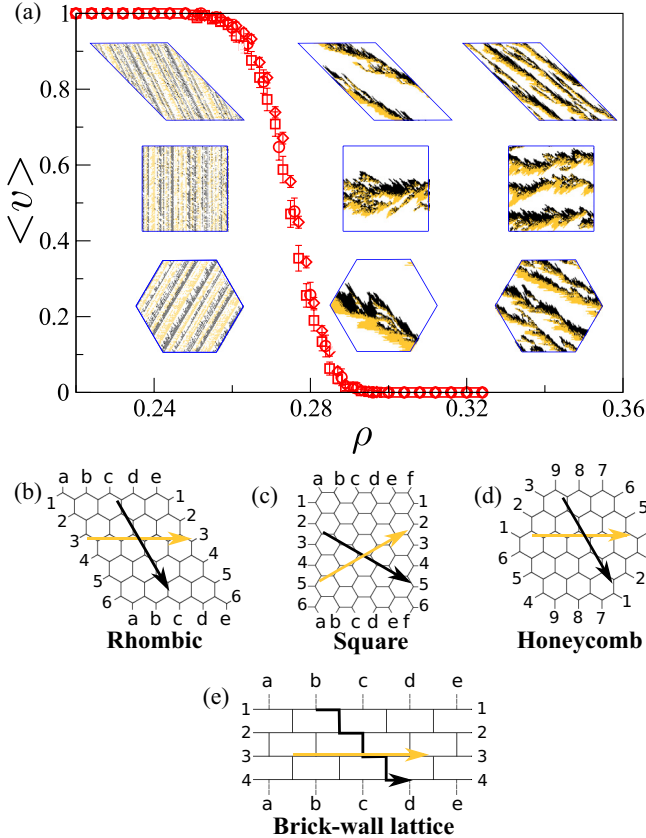 (a)
1
0.8
0.6
0.4
0.2
0
<v>
0.24 0.28 0.32 0.36
ρ
(b)
a b c d e
1 1
2 2
3 3
4 4
5 5
6 6
a b c d e
Rhombic
(c)
a b c d e f
1 1
2 2
3 3
4 4
5 5
6 6
a b c d e f
Square
(d)
9 8 7
3 6
2 5
1 3
5 2
4 1
9 8 7
Honeycomb
(e)
a b c d e
1 1
2 2
3 3
4 4
a b c d e
Brick-wall lattice